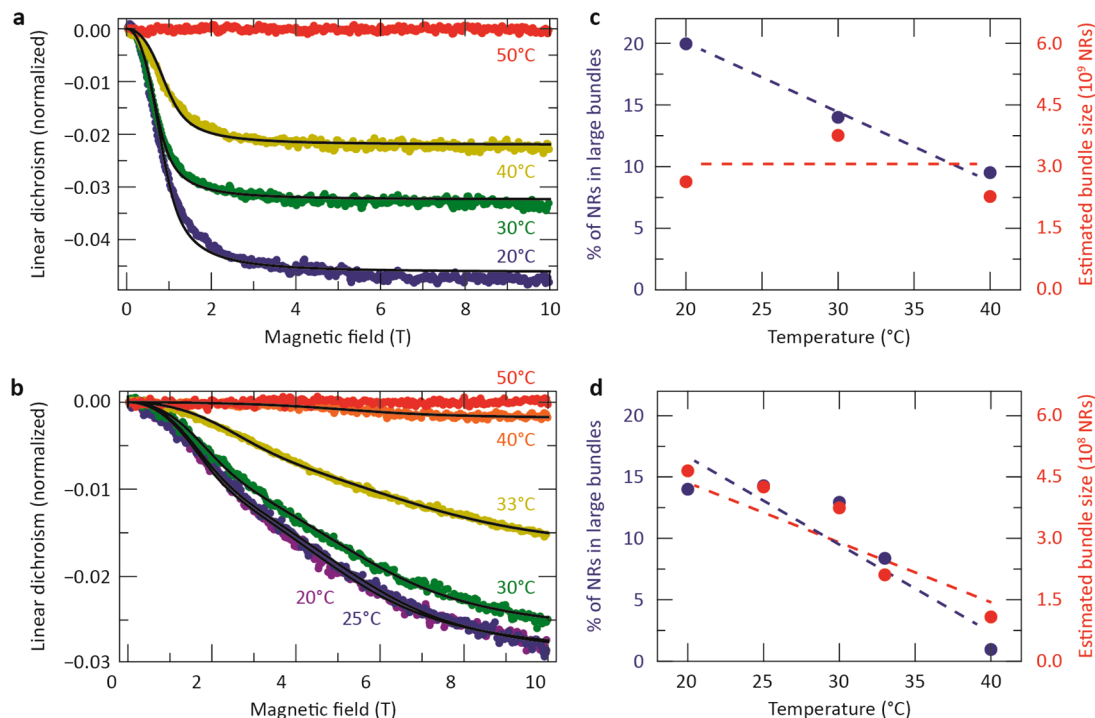 a
0.00
−0.01
−0.02
−0.03
−0.04
Linear dichroism (normalized)
50°C
40°C
30°C
20°C
0 2 4 6 8 10
Magnetic field (T)
c
20
15
10
5
0
% of NRs in large bundles
6.0
4.5
3.0
1.5
0.0
Estimated bundle size (10⁹ NRs)
20 25 30 35 40
Temperature (°C)
b
0.00
−0.01
−0.02
−0.03
Linear dichroism (normalized)
50°C
40°C
33°C
30°C
20°C
25°C
0 2 4 6 8 10
Magnetic field (T)
d
20
15
10
5
0
% of NRs in large bundles
6.0
4.5
3.0
1.5
0.0
Estimated bundle size (10⁸ NRs)
20 25 30 35 40
Temperature (°C)